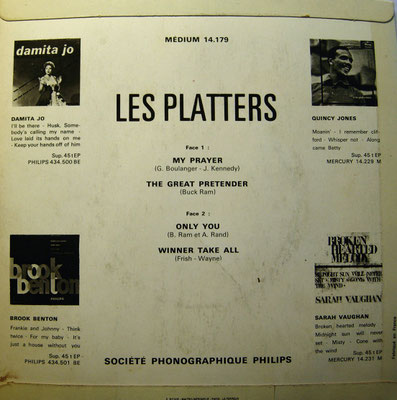 MÉDIUM 14.179
damita jo
DAMITA JO
I'll be there - Husk, Some-
body's calling my name -
Love laid its hands on me
- Keep your hands off of him
Sup. 45 t EP
PHILIPS 434.500 BE
LES PLATTERS
QUINCY JONES
Moanin' - I remember clif-
ford - Whisper not - Along
came Betty
Sup. 45 t EP
MERCURY 14.229 M
Face 1 :
MY PRAYER
(G. Boulanger - J. Kennedy)
THE GREAT PRETENDER
(Buck Ram)
Face 2 :
ONLY YOU
(B. Ram et A. Rand)
WINNER TAKE ALL
(Frish - Wayne)
brook
benton
BROOK BENTON
Frankie and Johnny - Think
twice - For my baby - It's
just a house without you
Sup. 45 t EP
PHILIPS 434.501 BE
BROKEN
HEARTED
MELODY
SARAH VAUGHAN
SARAH VAUGHAN
Broken, hearted melody -
Midnight sun will never
set - Misty - Gone with
the wind
Sup. 45 t EP
MERCURY 14.231 M
SOCIÉTÉ PHONOGRAPHIQUE PHILIPS